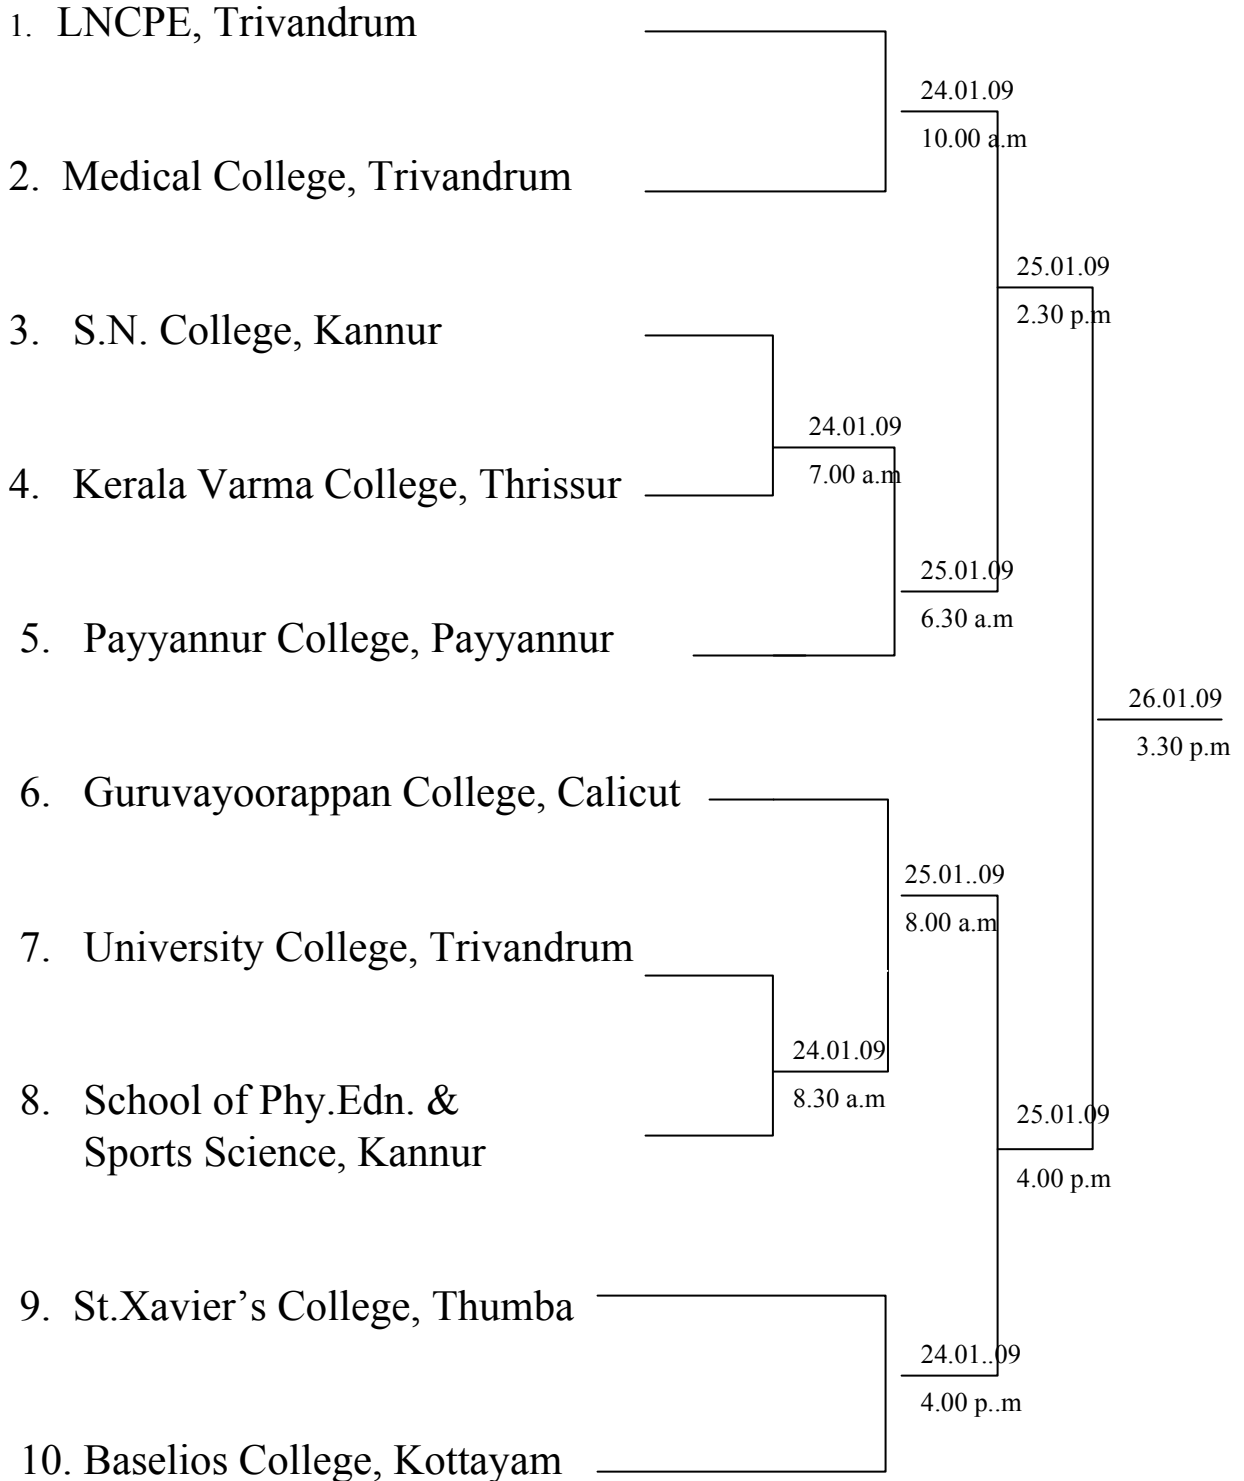 1. LNCPE, Trivandrum
24.01.09
10.00 a.m
2. Medical College, Trivandrum
25.01.09
2.30 p.m
3. S.N. College, Kannur
24.01.09
7.00 a.m
4. Kerala Varma College, Thrissur
25.01.09
6.30 a.m
5. Payyannur College, Payyannur
26.01.09
3.30 p.m
6. Guruvayoorappan College, Calicut
25.01..09
8.00 a.m
7. University College, Trivandrum
24.01.09
8.30 a.m
8. School of Phy.Edn. &
Sports Science, Kannur
25.01.09
4.00 p.m
9. St.Xavier’s College, Thumba
24.01..09
4.00 p..m
10. Baselios College, Kottayam